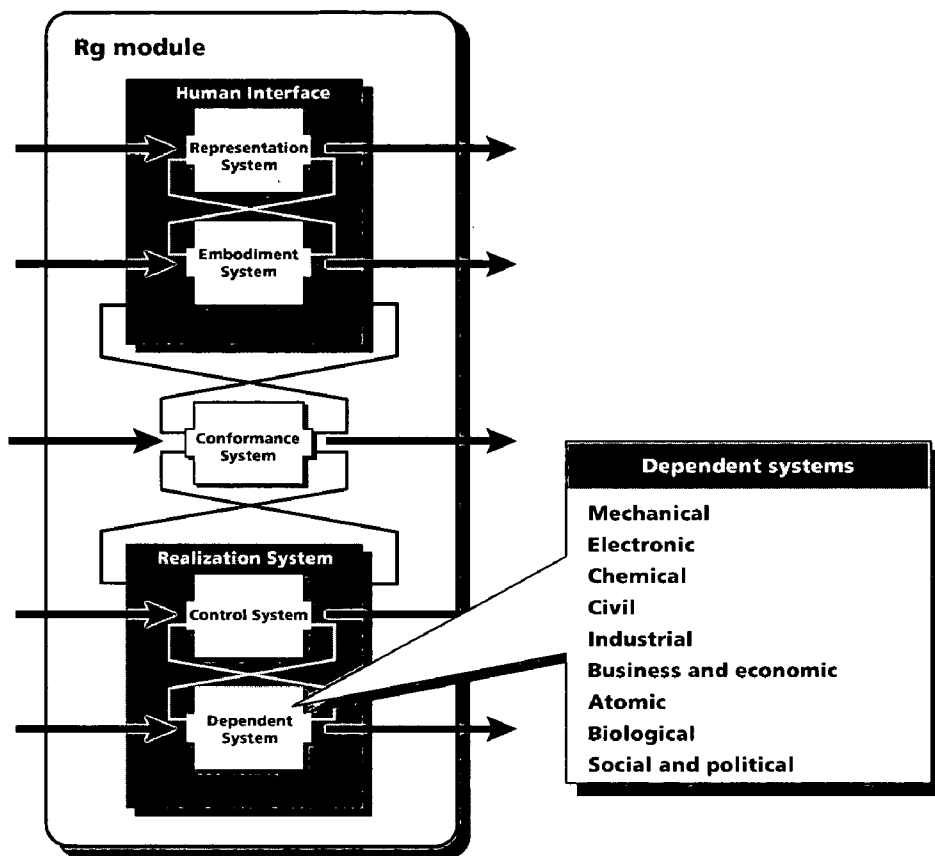 Rg module
Human Interface
Representation
System
Embodiment
System
Conformance
System
Realization System
Control System
Dependent
System
Dependent systems
Mechanical
Electronic
Chemical
Civil
Industrial
Business and economic
Atomic
Biological
Social and political